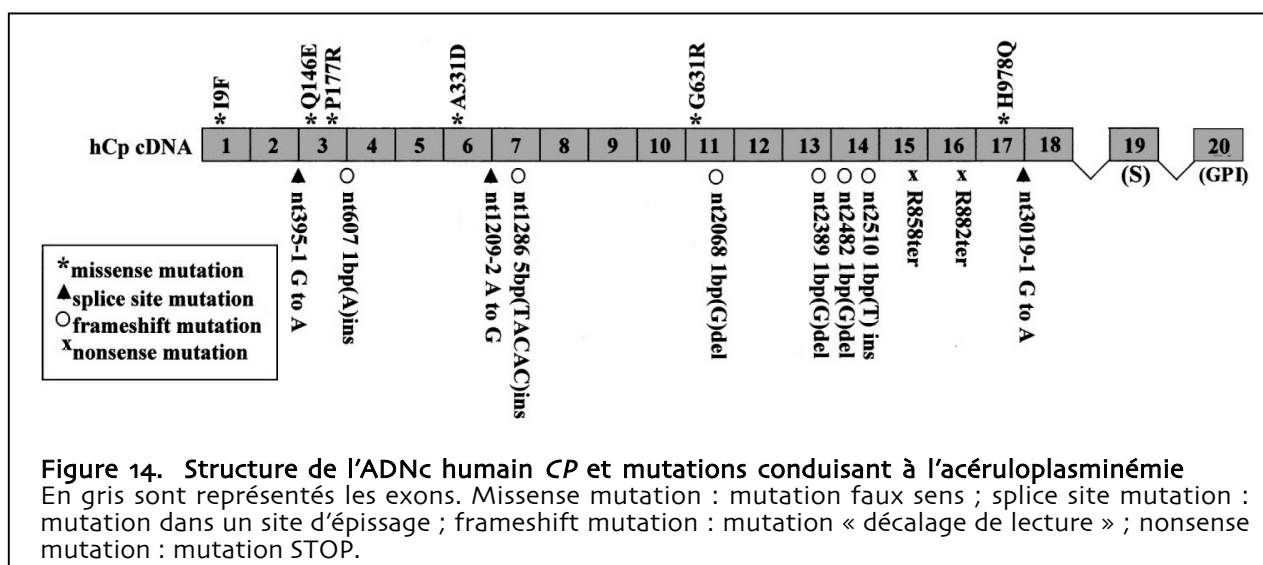 *I9F
*Q146E
*P177R
*A331D
*G631R
*H978Q
hCp cDNA 1 2 3 4 5 6 7 8 9 10 11 12 13 14 15 16 17 18 19 20
(S) (GPI)
▲ nt395-1 G to A
○ nt607 1bp(A)ins
▲ nt1209-2 A to G
○ nt1286 5bp(TACAC)ins
○ nt2068 1bp(G)del
○ nt2389 1bp(G)del
○ nt2482 1bp(G)del
○ nt2510 1bp(T) ins
x R858ter
x R882ter
▲ nt3019-1 G to A
*missense mutation
▲splice site mutation
○ frameshift mutation
x nonsense mutation
Figure 14. Structure de l'ADNc humain CP et mutations conduisant à l'acéruloplasminémie
En gris sont représentés les exons. Missense mutation : mutation faux sens ; splice site mutation :
mutation dans un site d'épissage ; frameshift mutation : mutation « décalage de lecture » ; nonsense
mutation : mutation STOP.